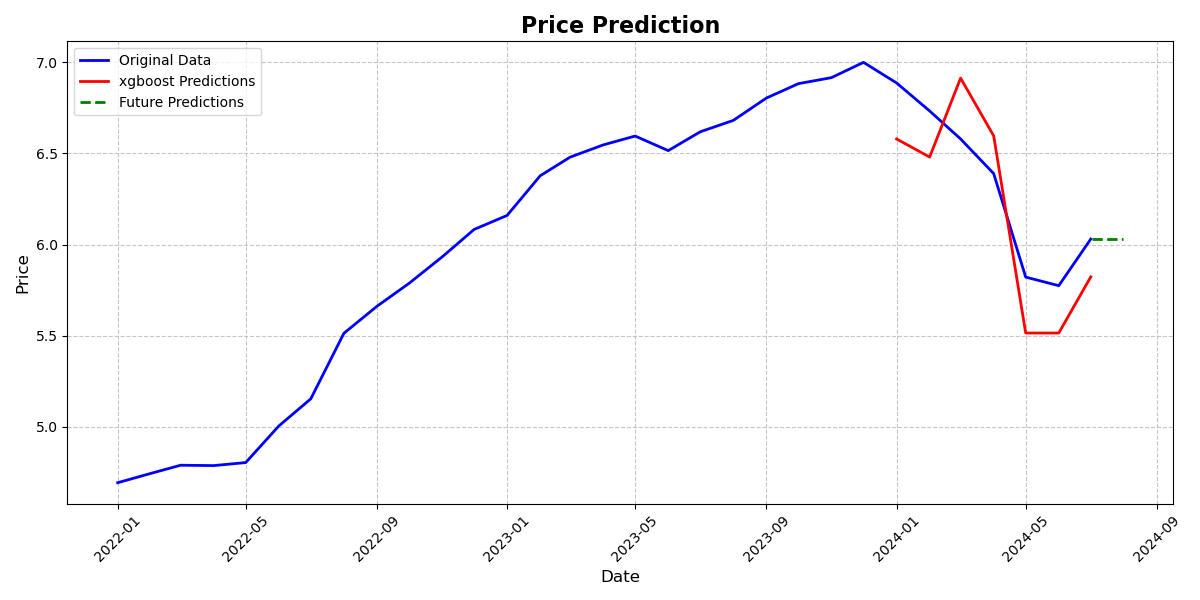 Price Prediction
Original Data
xgboost Predictions
Future Predictions
Price
7.0
6.5
6.0
5.5
5.0
2022-01
2022-05
2022-09
2023-01
2023-05
2023-09
2024-01
2024-05
2024-09
Date